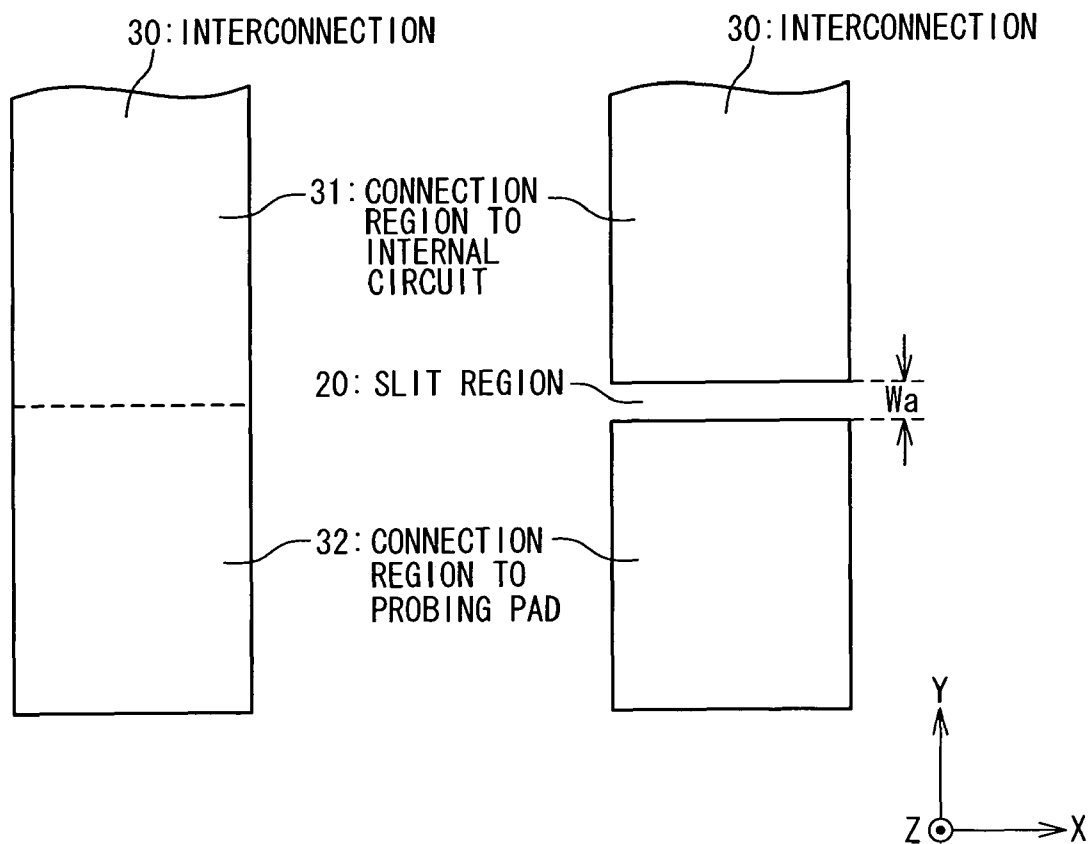 30:INTERCONNECTION
30:INTERCONNECTION
31:CONNECTION
REGION TO
INTERNAL
CIRCUIT
20:SLIT REGION
Wa
32:CONNECTION
REGION TO
PROBING PAD
Y
Z
X